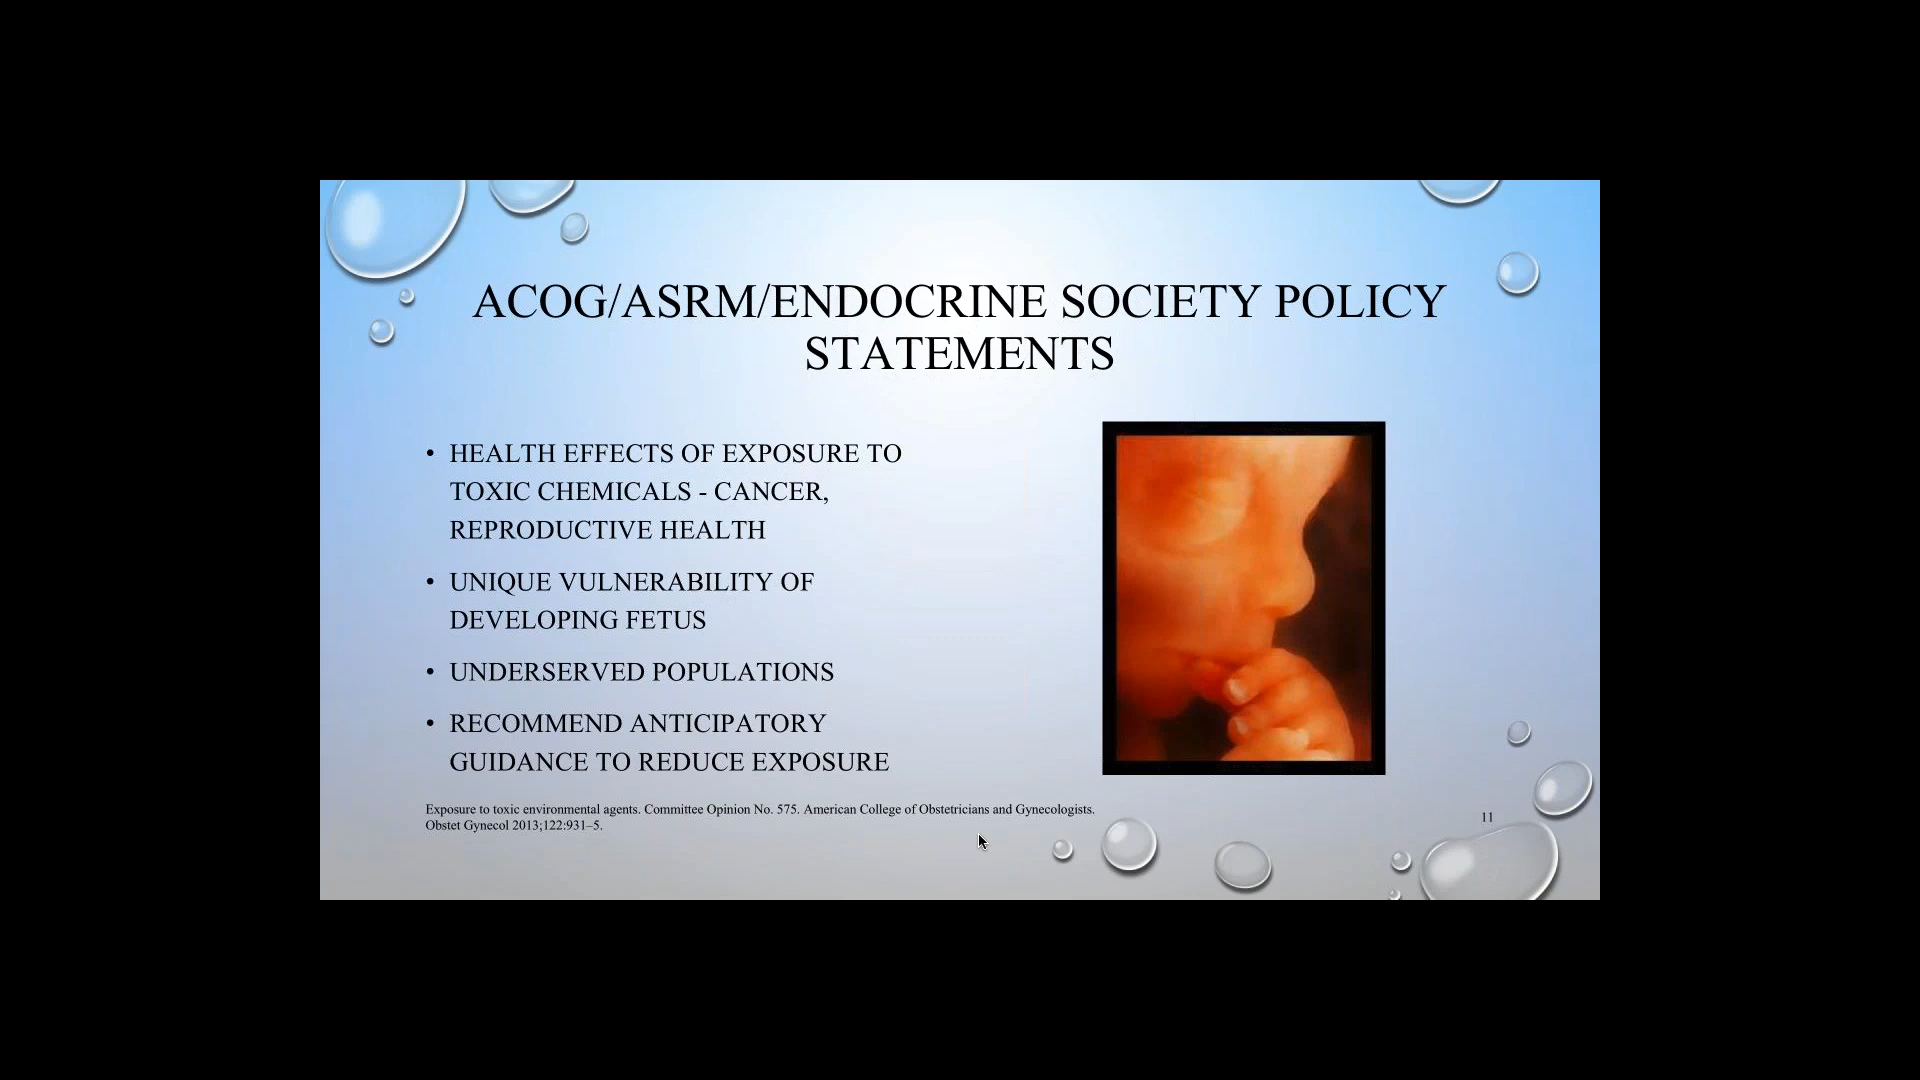 ACOG/ASRM/ENDOCRINE SOCIETY POLICY
STATEMENTS
• HEALTH EFFECTS OF EXPOSURE TO
TOXIC CHEMICALS - CANCER,
REPRODUCTIVE HEALTH
• UNIQUE VULNERABILITY OF
DEVELOPING FETUS
• UNDERSERVED POPULATIONS
• RECOMMEND ANTICIPATORY
GUIDANCE TO REDUCE EXPOSURE
Exposure to toxic environmental agents. Committee Opinion No. 575. American College of Obstetricians and Gynecologists.
Obstet Gynecol 2013;122:931–5.
11